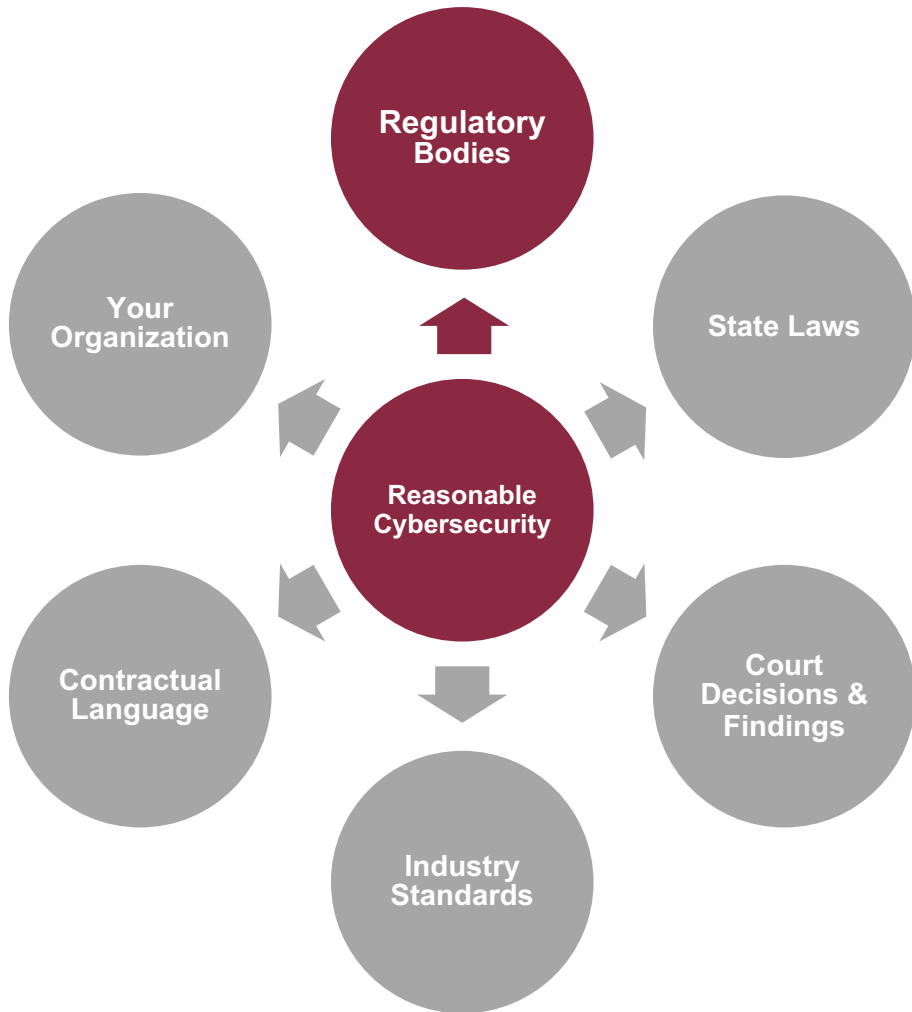 Regulatory
Bodies
Your
Organization
State Laws
Reasonable
Cybersecurity
Contractual
Language
Court
Decisions &
Findings
Industry
Standards